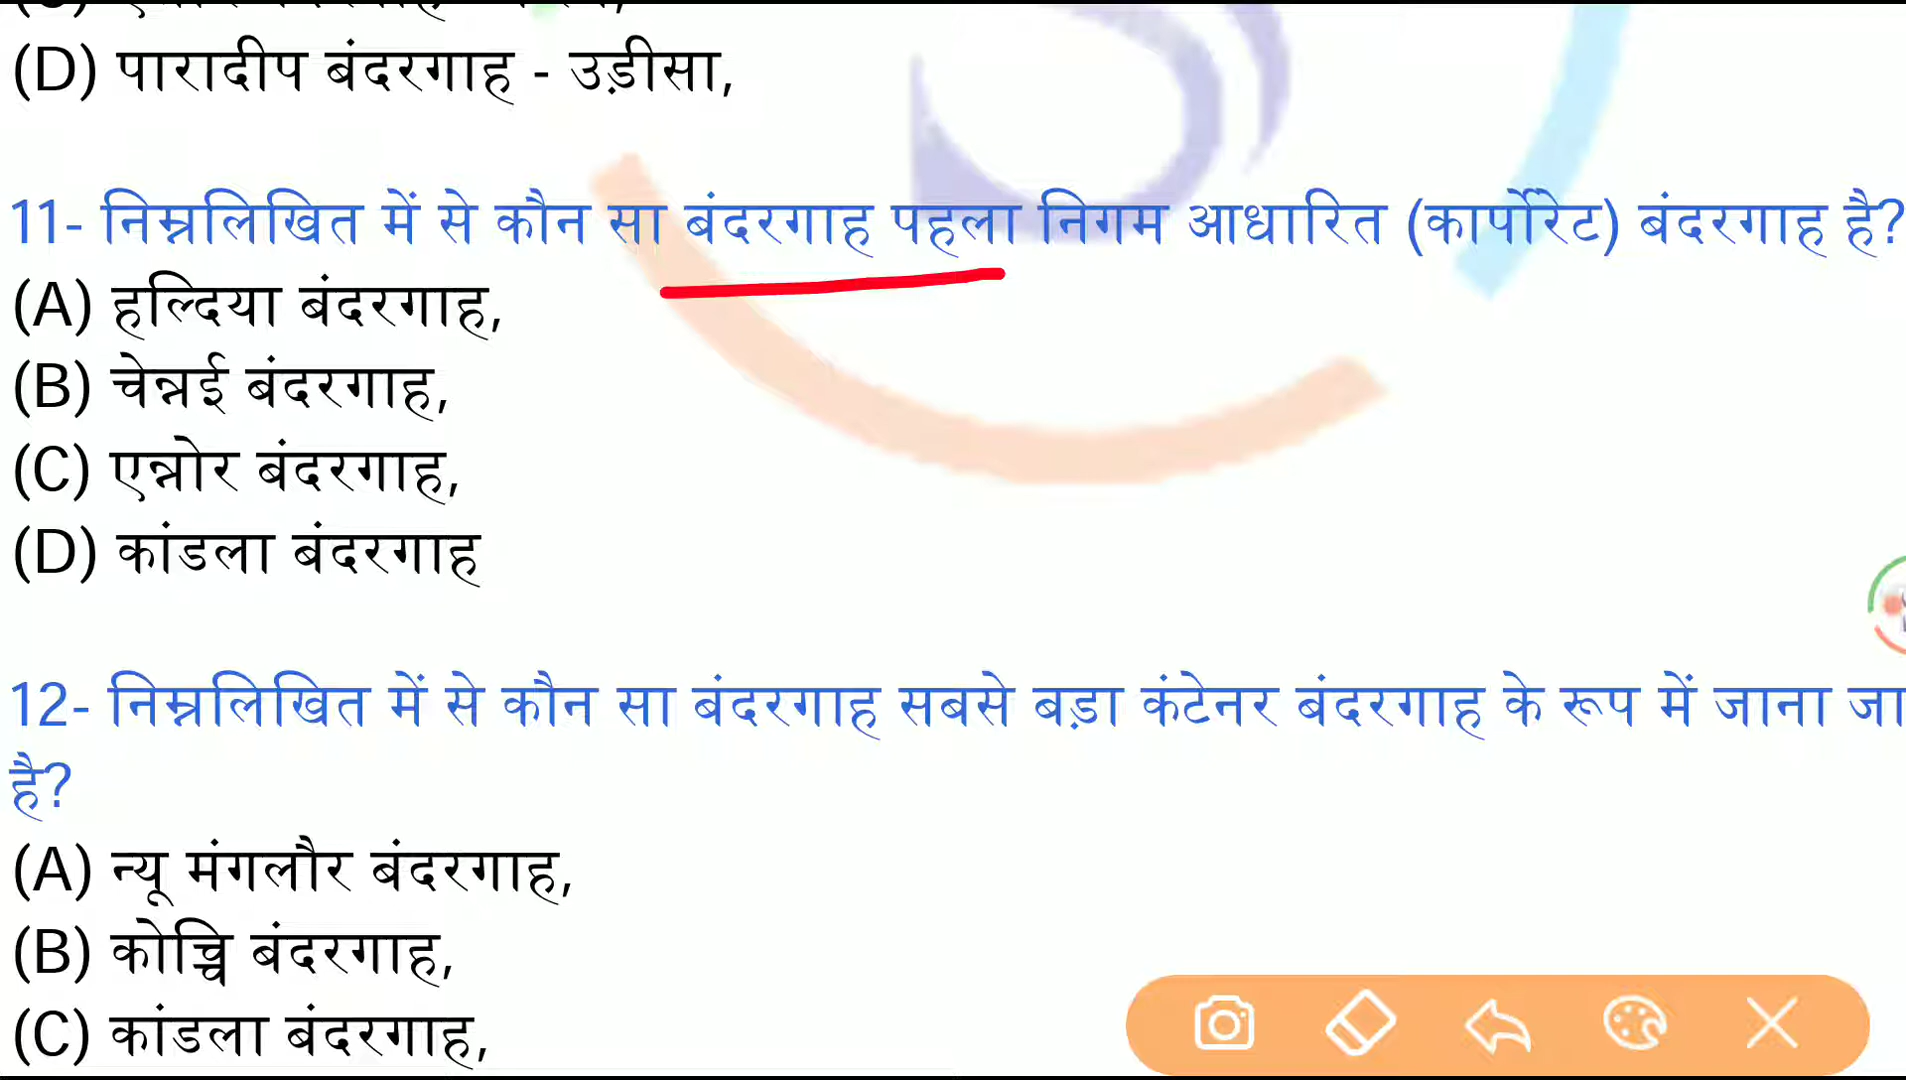 (D) पारादीप बंदरगाह - उड़ीसा,
11- निम्नलिखित में से कौन सा बंदरगाह पहला निगम आधारित (कार्पोरेट) बंदरगाह है?
(A) हल्दिया बंदरगाह,
(B) चेन्नई बंदरगाह,
(C) एन्नोर बंदरगाह,
(D) कांडला बंदरगाह
12- निम्नलिखित में से कौन सा बंदरगाह सबसे बड़ा कंटेनर बंदरगाह के रूप में जाना जा
है?
(A) न्यू मंगलौर बंदरगाह,
(B) कोच्चि बंदरगाह,
(C) कांडला बंदरगाह,